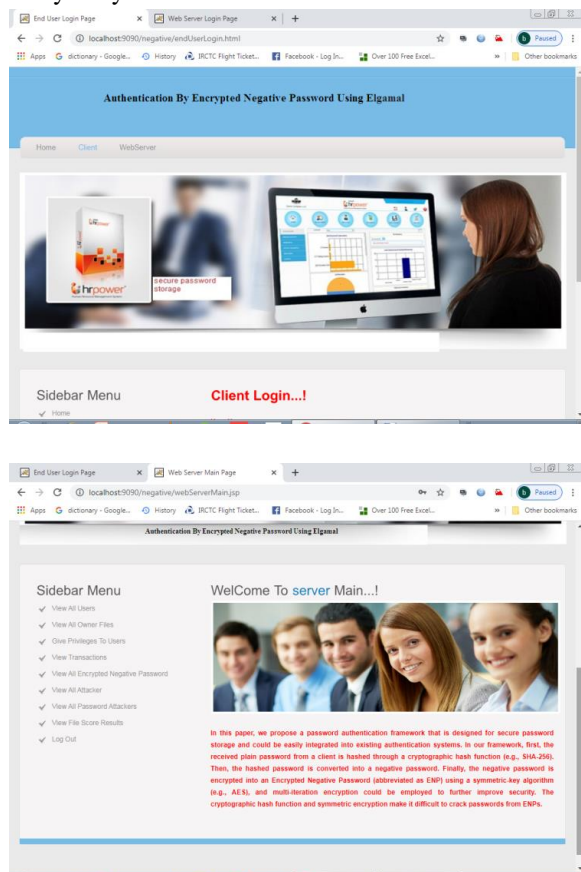 End User Login Page
Web Server Login Page
localhost:9090/negative/endUserLogin.html
Paused
Apps
dictionary - Google...
History
IRCTC Flight Ticket...
Facebook - Log In...
Over 100 Free Excel...
Other bookmarks
Authentication By Encrypted Negative Password Using Elgamal
Home Client WebServer
hrpower
secure password
storage
Sidebar Menu
Client Login...!
Home
End User Login Page
Web Server Main Page
localhost:9090/negative/webServerMain.jsp
Paused
Apps
dictionary - Google...
History
IRCTC Flight Ticket...
Facebook - Log In...
Over 100 Free Excel...
Other bookmarks
Authentication By Encrypted Negative Password Using Elgamal
Sidebar Menu
View All Users
View All Owner Files
Give Privileges To Users
View Transactions
View All Encrypted Negative Password
View All Attacker
View All Password Attackers
View File Score Results
Log Out
WelCome To server Main...!
In this paper, we propose a password authentication framework that is designed for secure password
storage and could be easily integrated into existing authentication systems. In our framework, first, the
received plain password from a client is hashed through a cryptographic hash function (e.g., SHA-256).
Then, the hashed password is converted into a negative password. Finally, the negative password is
encrypted into an Encrypted Negative Password (abbreviated as ENP) using a symmetric-key algorithm
(e.g., AES), and multi-iteration encryption could be employed to further improve security. The
cryptographic hash function and symmetric encryption make it difficult to crack passwords from ENPs.